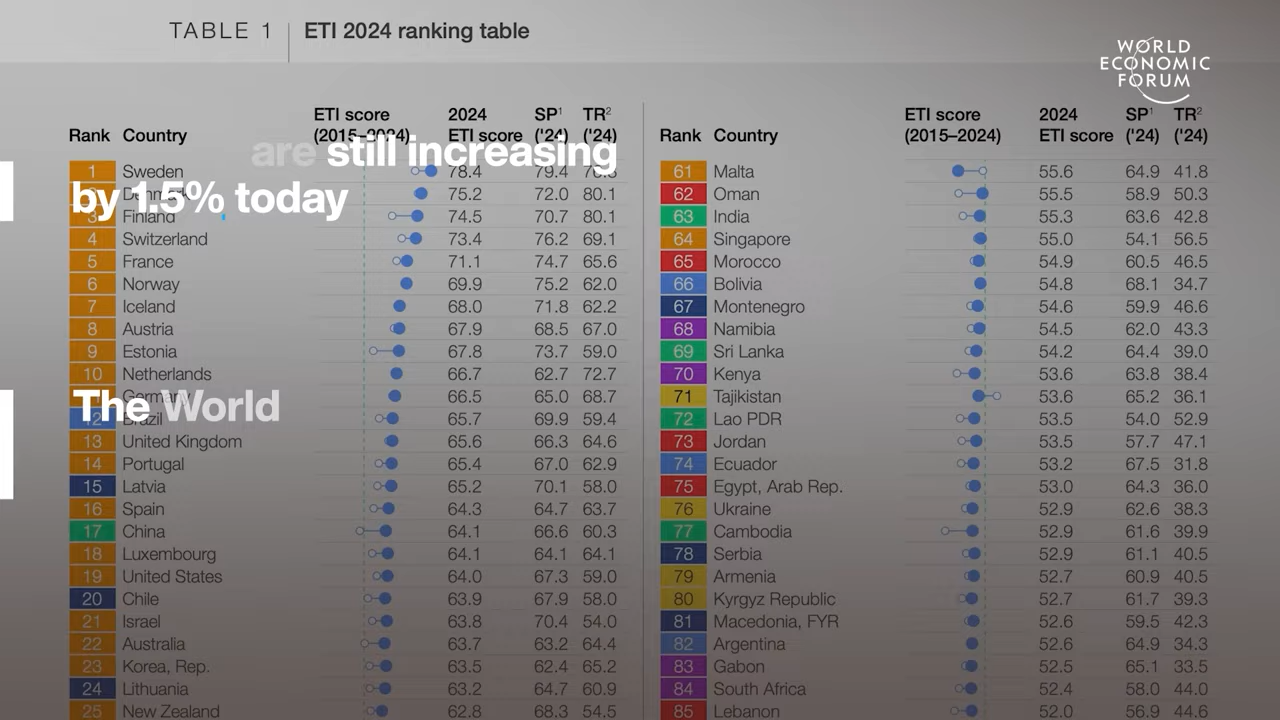 TABLE 1 ETI 2024 ranking table
WORLD
ECONOMIC
FORUM
ETI score 2024 SP¹ TR²
Rank Country (2015–2024) ETI score ('24) ('24)
are still increasing
by 1.5% today
The World
1 Sweden 78.4 79.4
Denmark 75.2 72.0 80.1
3 Finland 74.5 70.7 80.1
4 Switzerland 73.4 76.2 69.1
5 France 71.1 74.7 65.6
6 Norway 69.9 75.2 62.0
7 Iceland 68.0 71.8 62.2
8 Austria 67.9 68.5 67.0
9 Estonia 67.8 73.7 59.0
10 Netherlands 66.7 62.7 72.7
Germany 66.5 65.0 68.7
12 Brazil 65.7 69.9 59.4
13 United Kingdom 65.6 66.3 64.6
14 Portugal 65.4 67.0 62.9
15 Latvia 65.2 70.1 58.0
16 Spain 64.3 64.7 63.7
17 China 64.1 66.6 60.3
18 Luxembourg 64.1 64.1 64.1
19 United States 64.0 67.3 59.0
20 Chile 63.9 67.9 58.0
21 Israel 63.8 70.4 54.0
22 Australia 63.7 63.2 64.4
23 Korea, Rep. 63.5 62.4 65.2
24 Lithuania 63.2 64.7 60.9
25 New Zealand 62.8 68.3 54.5
ETI score 2024 SP¹ TR²
Rank Country (2015–2024) ETI score ('24) ('24)
61 Malta 55.6 64.9 41.8
62 Oman 55.5 58.9 50.3
63 India 55.3 63.6 42.8
64 Singapore 55.0 54.1 56.5
65 Morocco 54.9 60.5 46.5
66 Bolivia 54.8 68.1 34.7
67 Montenegro 54.6 59.9 46.6
68 Namibia 54.5 62.0 43.3
69 Sri Lanka 54.2 64.4 39.0
70 Kenya 53.6 63.8 38.4
71 Tajikistan 53.6 65.2 36.1
72 Lao PDR 53.5 54.0 52.9
73 Jordan 53.5 57.7 47.1
74 Ecuador 53.2 67.5 31.8
75 Egypt, Arab Rep. 53.0 64.3 36.0
76 Ukraine 52.9 62.6 38.3
77 Cambodia 52.9 61.6 39.9
78 Serbia 52.9 61.1 40.5
79 Armenia 52.7 60.9 40.5
80 Kyrgyz Republic 52.7 61.7 39.3
81 Macedonia, FYR 52.6 59.5 42.3
82 Argentina 52.6 64.9 34.3
83 Gabon 52.5 65.1 33.5
84 South Africa 52.4 58.0 44.0
85 Lebanon 52.0 56.9 44.6